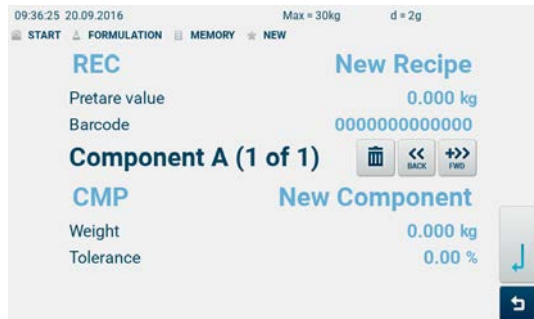 09:36:25 20.09.2016 Max = 30kg d = 2g
START FORMULATION MEMORY NEW
REC New Recipe
Pretare value 0.000 kg
Barcode 0000000000000
Component A (1 of 1) << BACK +>> FWD
CMP New Component
Weight 0.000 kg
Tolerance 0.00 %